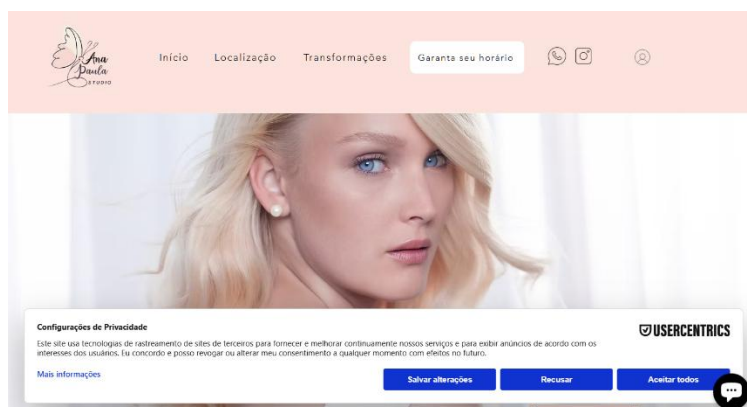 Ana
Paula
STUDIO
Início Localização Transformações Garanta seu horário
Configurações de Privacidade
USERCENTRICS
Este site usa tecnologias de rastreamento de sites de terceiros para fornecer e melhorar continuamente nossos serviços e para exibir anúncios de acordo com os
interesses dos usuários. Eu concordo e posso revogar ou alterar meu consentimento a qualquer momento com efeitos no futuro.
Mais informações
Salvar alterações Recusar Aceitar todos